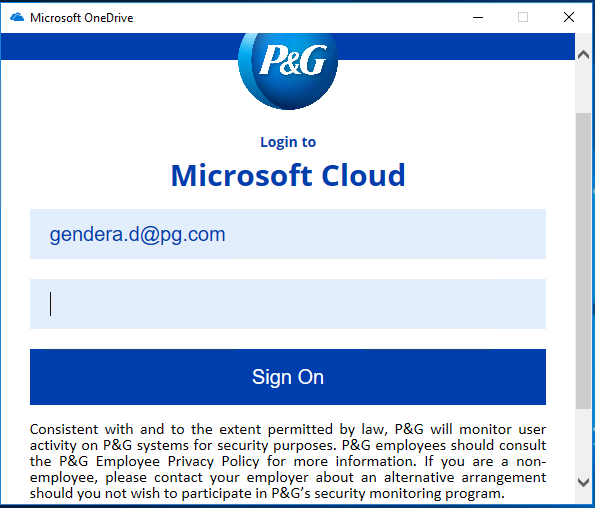 Microsoft OneDrive
P&G
Login to
Microsoft Cloud
gendera.d@pg.com
Sign On
Consistent with and to the extent permitted by law, P&G will monitor user
activity on P&G systems for security purposes. P&G employees should consult
the P&G Employee Privacy Policy for more information. If you are a non-
employee, please contact your employer about an alternative arrangement
should you not wish to participate in P&G’s security monitoring program.